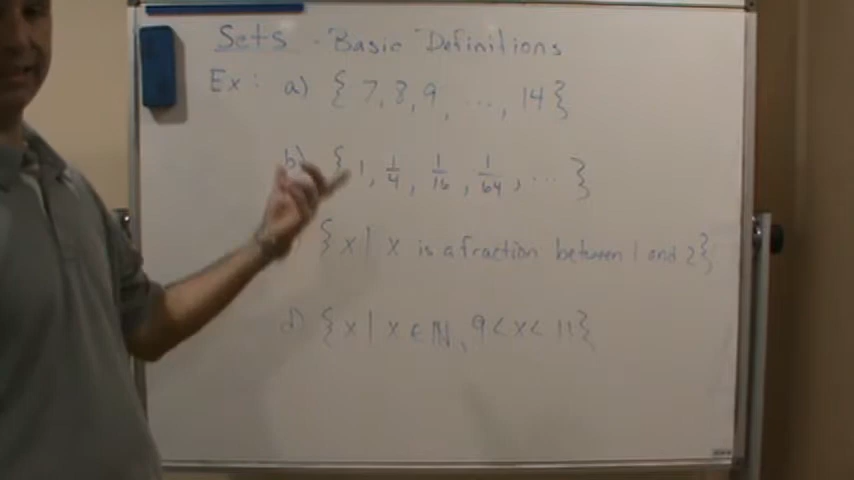 Sets - Basic Definitions
Ex: a) { 7, 8, 9, ..., 14 }
b) { 1, 1/4, 1/16, 1/64, ... }
{ x | x is a fraction between 1 and 2 }
d) { x | x ∈ ℕ, 9 < x < 11 }